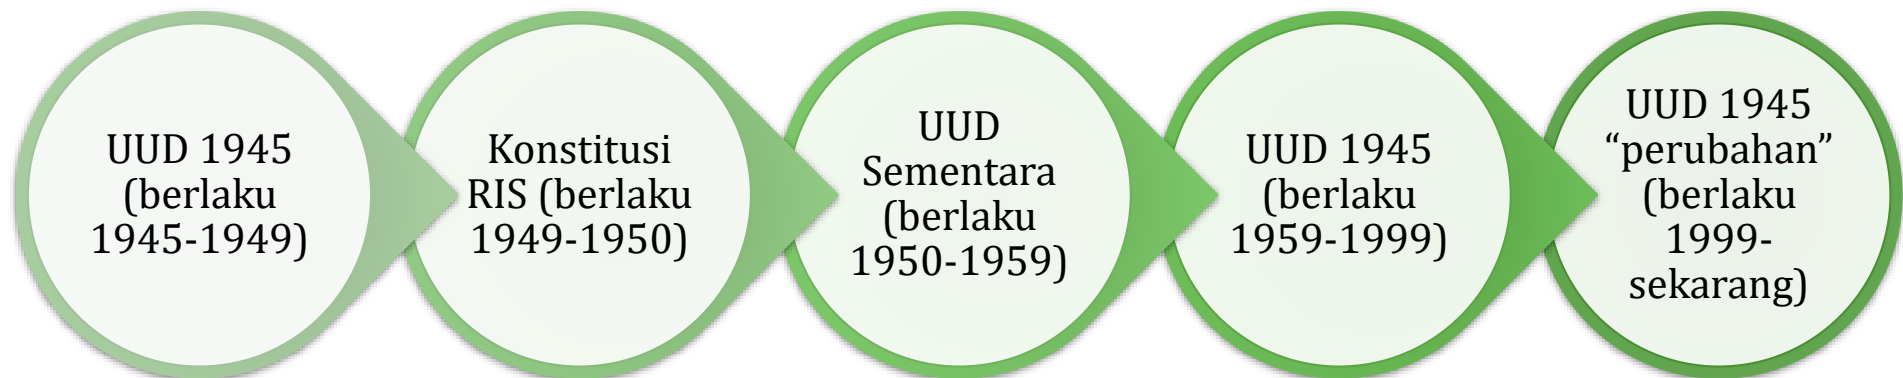 UUD 1945
(berlaku
1945-1949)
Konstitusi
RIS (berlaku
1949-1950)
UUD
Sementara
(berlaku
1950-1959)
UUD 1945
(berlaku
1959-1999)
UUD 1945
“perubahan”
(berlaku
1999-
sekarang)